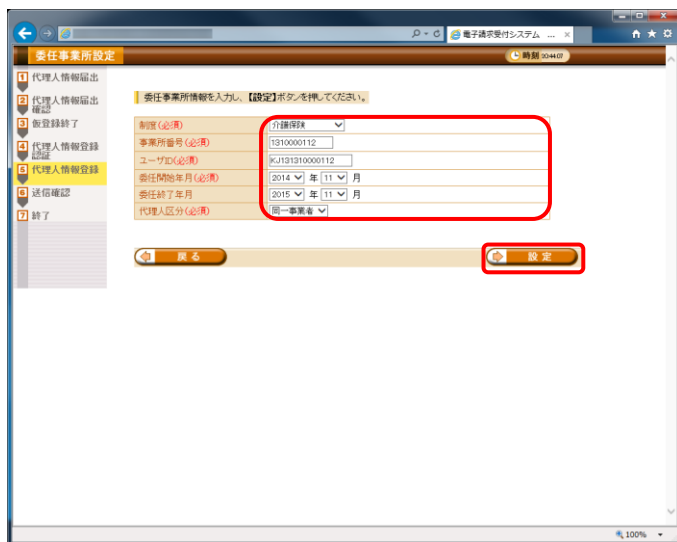 電子請求受付システム ...
委任事業所設定
時刻 20:44:07
1 代理人情報届出
2 代理人情報届出
確認
3 仮登録終了
4 代理人情報登録
認証
5 代理人情報登録
6 送信確認
7 終了
委任事業所情報を入力し、【設定】ボタンを押してください。
制度(必須) 介護保険
事業所番号(必須) 1310000112
ユーザID(必須) KJ131310000112
委任開始年月(必須) 2014 年 11 月
委任終了年月 2015 年 11 月
代理人区分(必須) 同一事業者
戻る
設定
100%